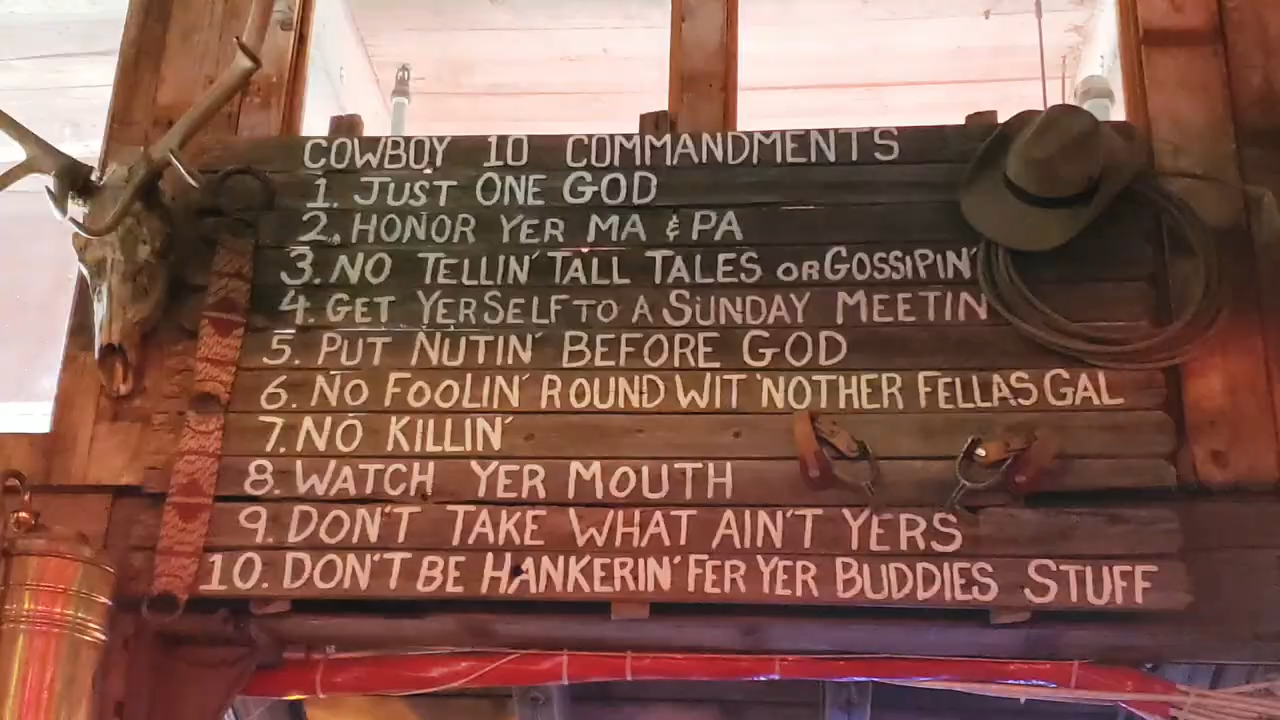 COWBOY 10 COMMANDMENTS
1. JUST ONE GOD
2. HONOR YER MA & PA
3. NO TELLIN' TALL TALES OR GOSSIPIN'
4. GET YERSELF TO A SUNDAY MEETIN
5. PUT NUTIN' BEFORE GOD
6. NO FOOLIN' ROUND WIT 'NOTHER FELLAS GAL
7. NO KILLIN'
8. WATCH YER MOUTH
9. DON'T TAKE WHAT AIN'T YERS
10. DON'T BE HANKERIN' FER YER BUDDIES STUFF